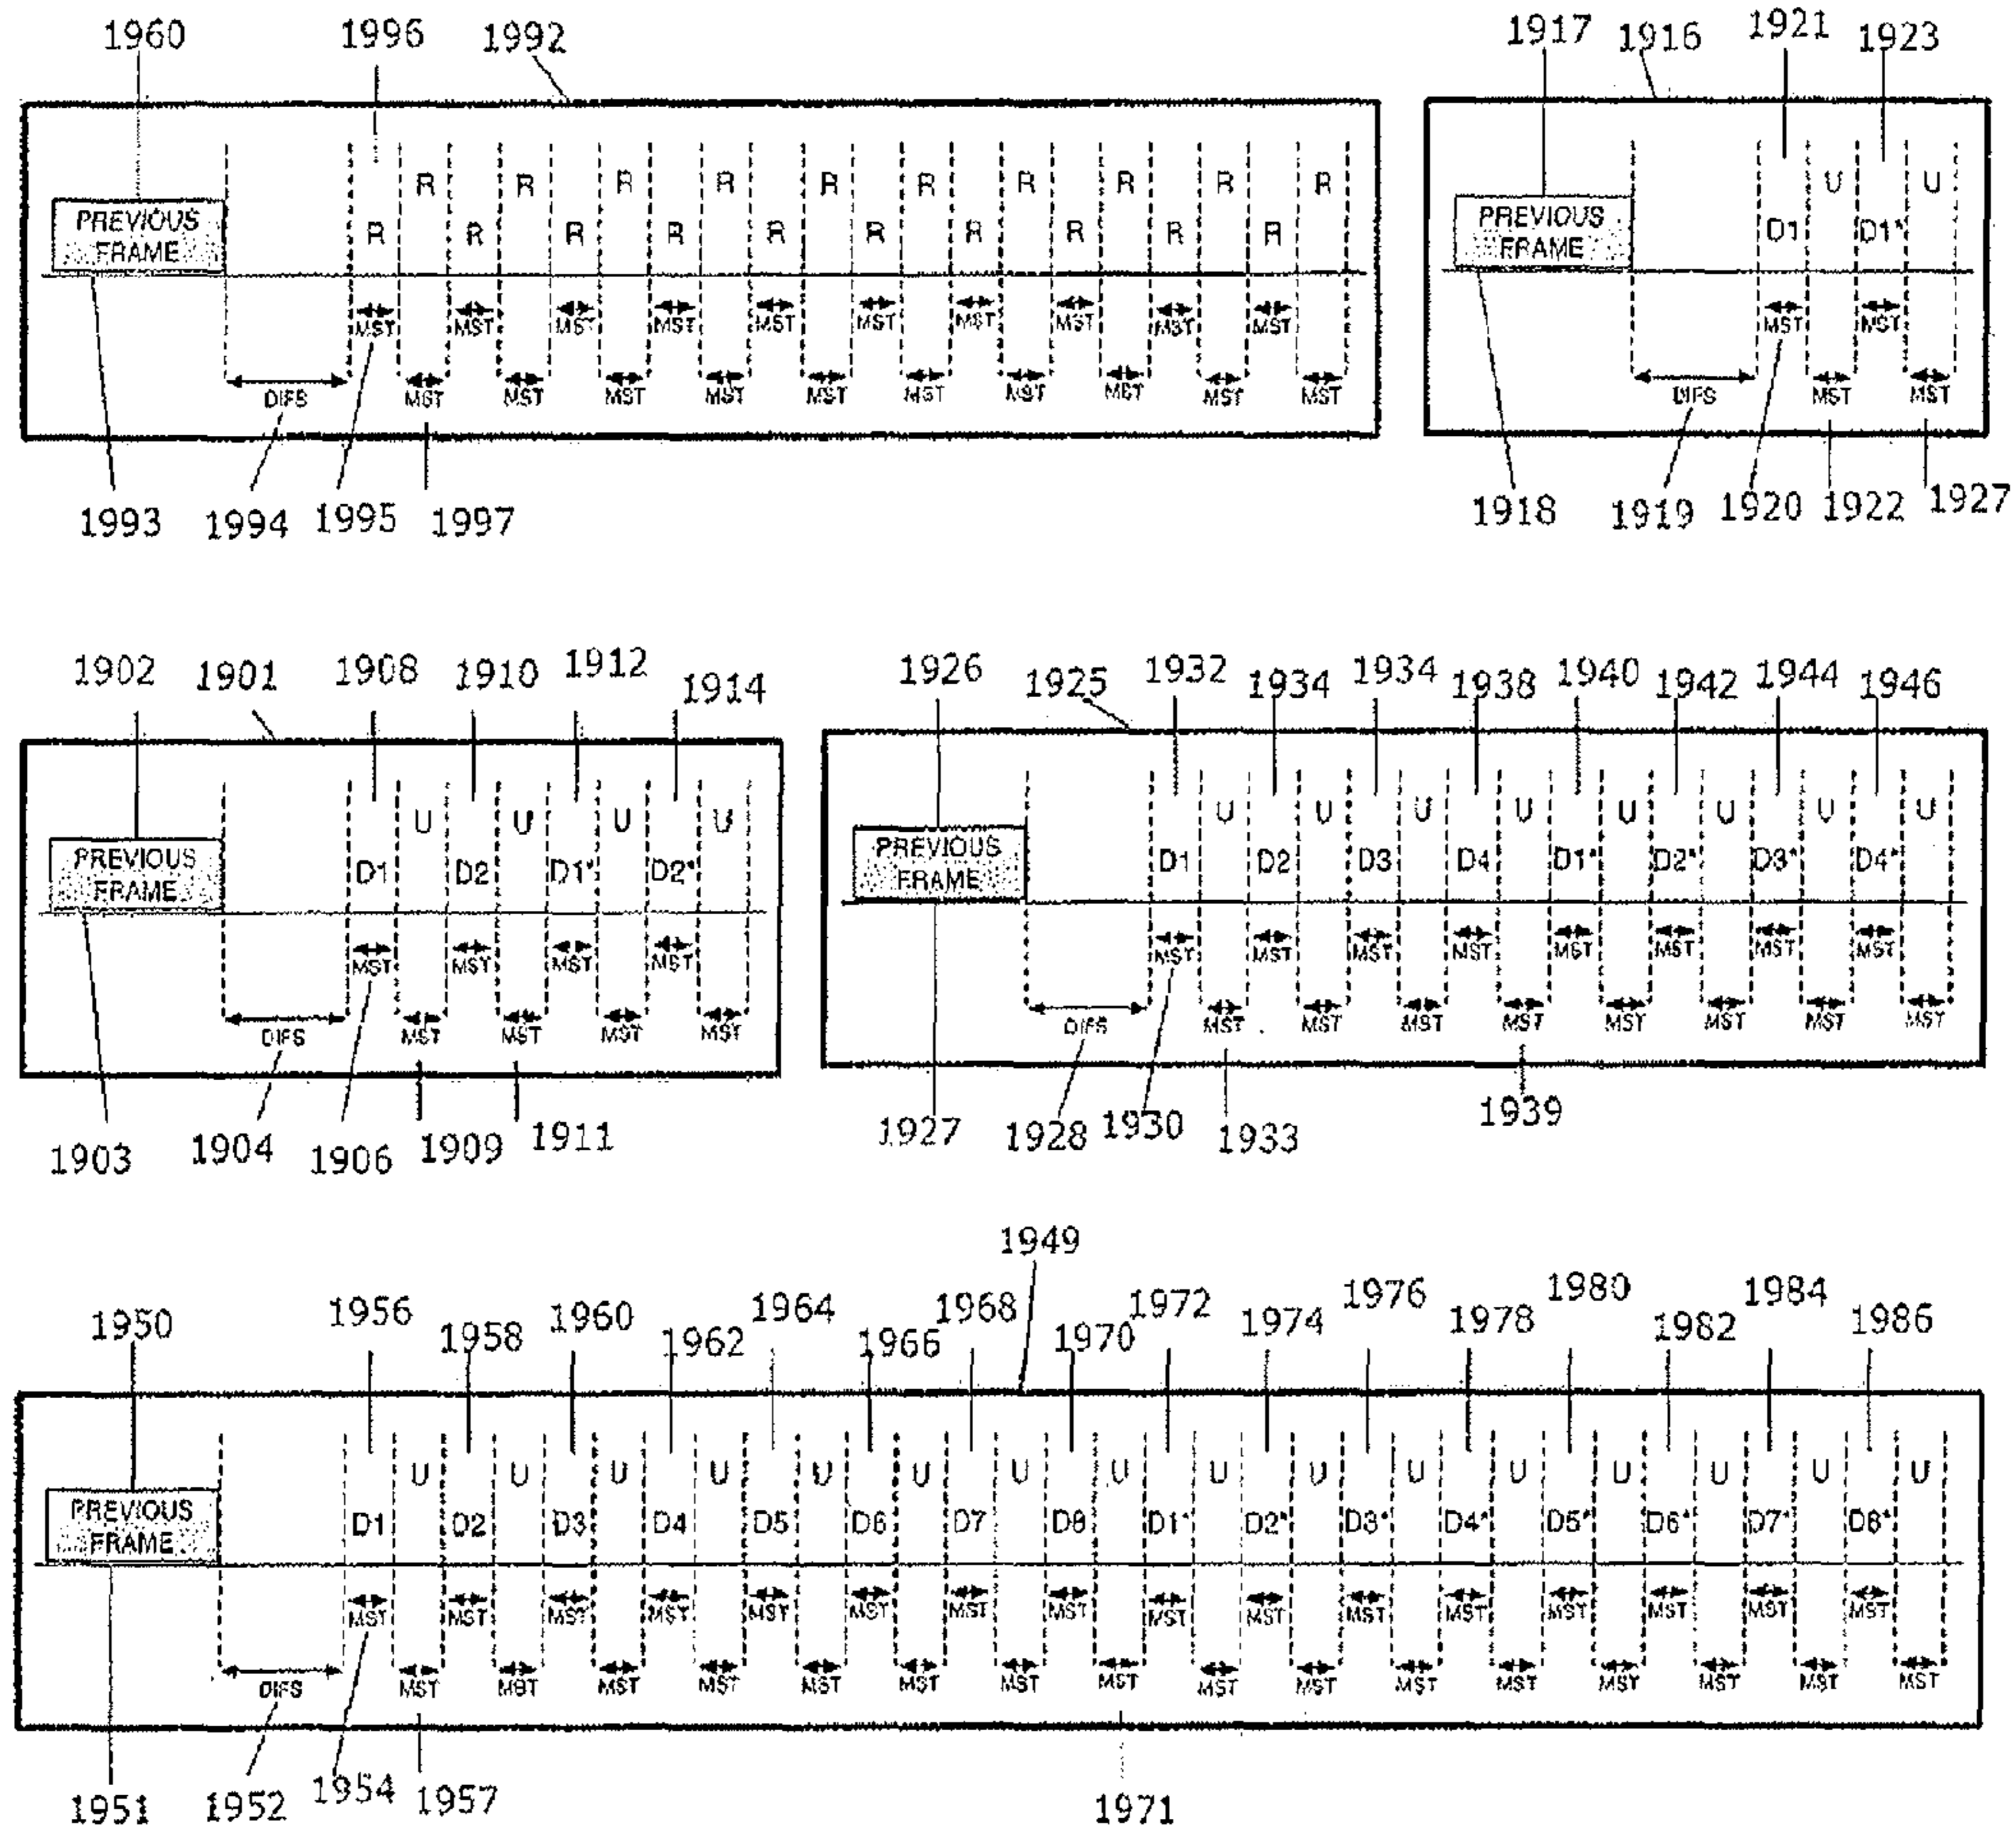 1960 1996 1992
R R R R R R R R R R
PREVIOUS FRAME
R R R R R R R R R R
MST MST MST MST MST MST MST MST MST MST
DIFS MST MST MST MST MST MST MST MST MST MST
1993 1994 1995 1997
1917 1916 1921 1923
U U
PREVIOUS FRAME
D1 D1*
MST MST
DIFS MST MST
1918 1919 1920 1922 1927
1902 1901 1908 1910 1912 1914
U U U U
PREVIOUS FRAME
D1 D2 D1* D2*
MST MST MST MST
DIFS MST MST MST MST
1903 1904 1906 1909 1911
1926 1925 1932 1934 1934 1938 1940 1942 1944 1946
U U U U U U U U
PREVIOUS FRAME
D1 D2 D3 D4 D1* D2* D3* D4*
MST MST MST MST MST MST MST MST
DIFS MST MST MST MST MST MST MST MST
1927 1928 1930 1933 1939
1949
1950 1956 1958 1960 1962 1964 1966 1968 1970 1972 1974 1976 1978 1980 1982 1984 1986
U U U U U U U U U U U U U U U U
PREVIOUS FRAME
D1 D2 D3 D4 D5 D6 D7 D8 D1* D2* D3* D4* D5* D6* D7* D8*
MST MST MST MST MST MST MST MST MST MST MST MST MST MST MST MST
DIFS MST MST MST MST MST MST MST MST MST MST MST MST MST MST MST MST
1951 1952 1954 1957 1971